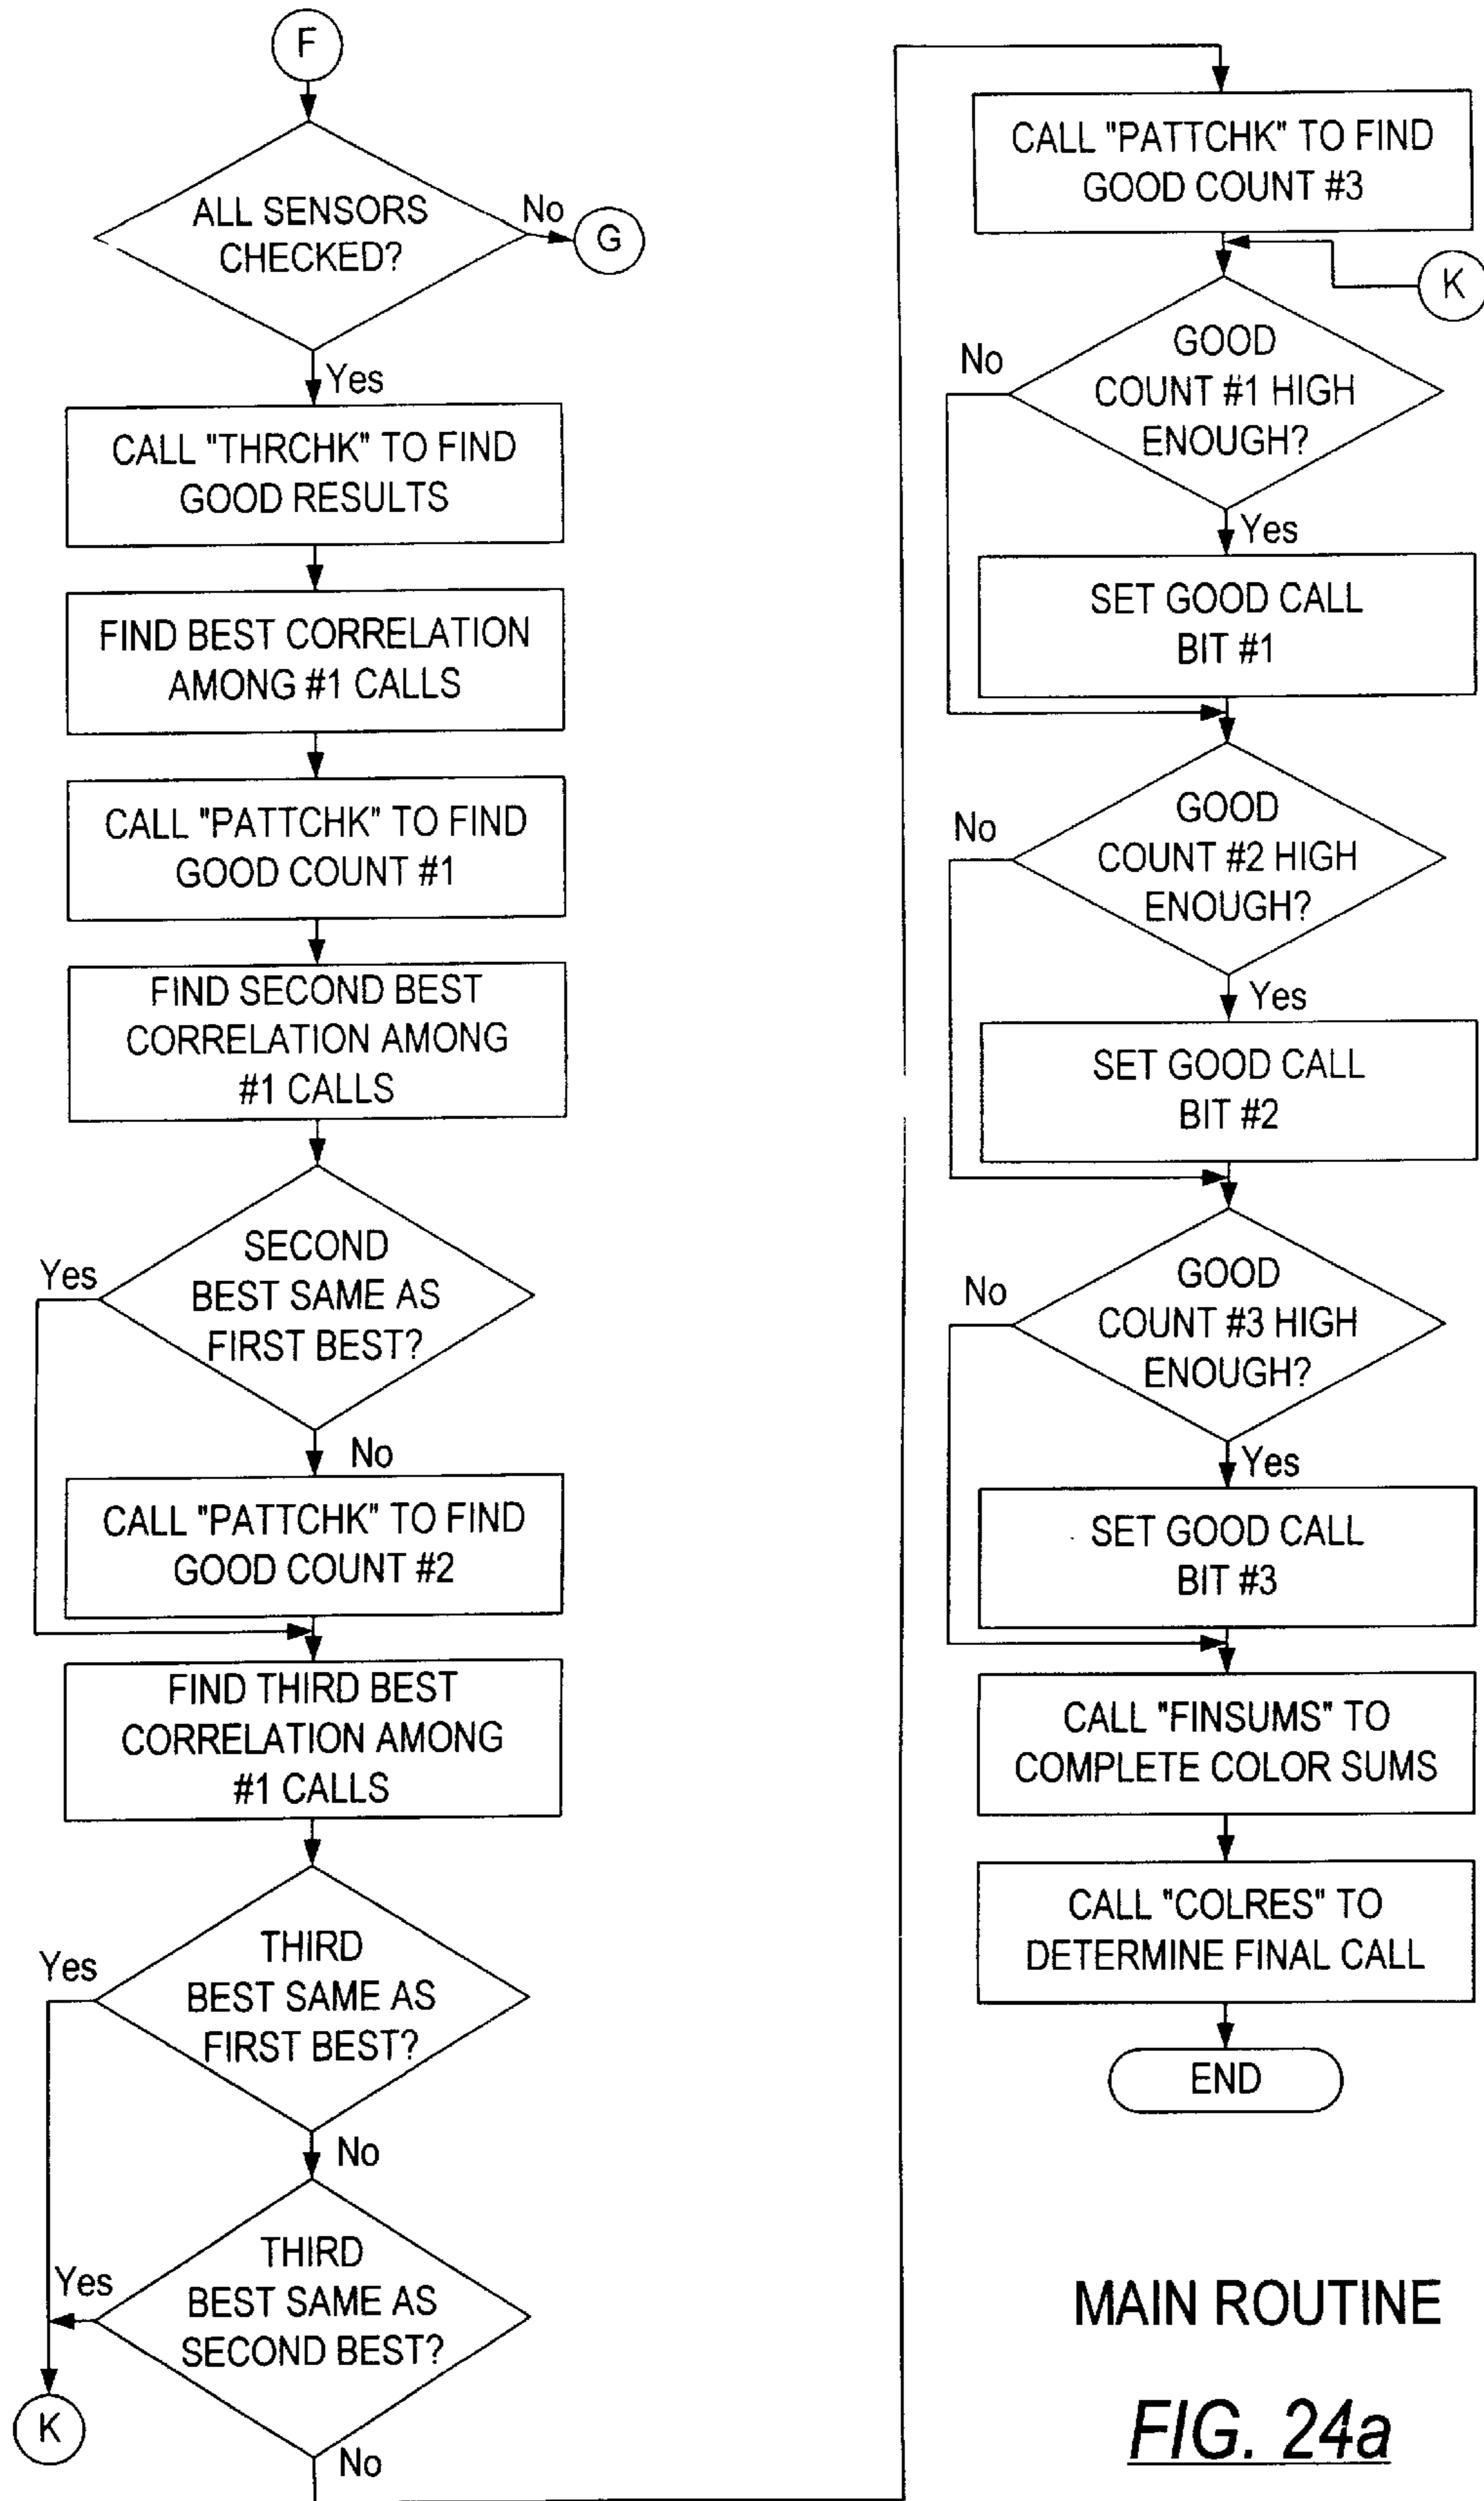 F
ALL SENSORS
CHECKED?
No
G
Yes
CALL "THRCHK" TO FIND
GOOD RESULTS
FIND BEST CORRELATION
AMONG #1 CALLS
CALL "PATTCHK" TO FIND
GOOD COUNT #1
FIND SECOND BEST
CORRELATION AMONG
#1 CALLS
SECOND
BEST SAME AS
FIRST BEST?
Yes
No
CALL "PATTCHK" TO FIND
GOOD COUNT #2
FIND THIRD BEST
CORRELATION AMONG
#1 CALLS
THIRD
BEST SAME AS
FIRST BEST?
Yes
No
THIRD
BEST SAME AS
SECOND BEST?
Yes
K
No
CALL "PATTCHK" TO FIND
GOOD COUNT #3
K
GOOD
COUNT #1 HIGH
ENOUGH?
No
Yes
SET GOOD CALL
BIT #1
GOOD
COUNT #2 HIGH
ENOUGH?
No
Yes
SET GOOD CALL
BIT #2
GOOD
COUNT #3 HIGH
ENOUGH?
No
Yes
SET GOOD CALL
BIT #3
CALL "FINSUMS" TO
COMPLETE COLOR SUMS
CALL "COLRES" TO
DETERMINE FINAL CALL
END
MAIN ROUTINE
FIG. 24a